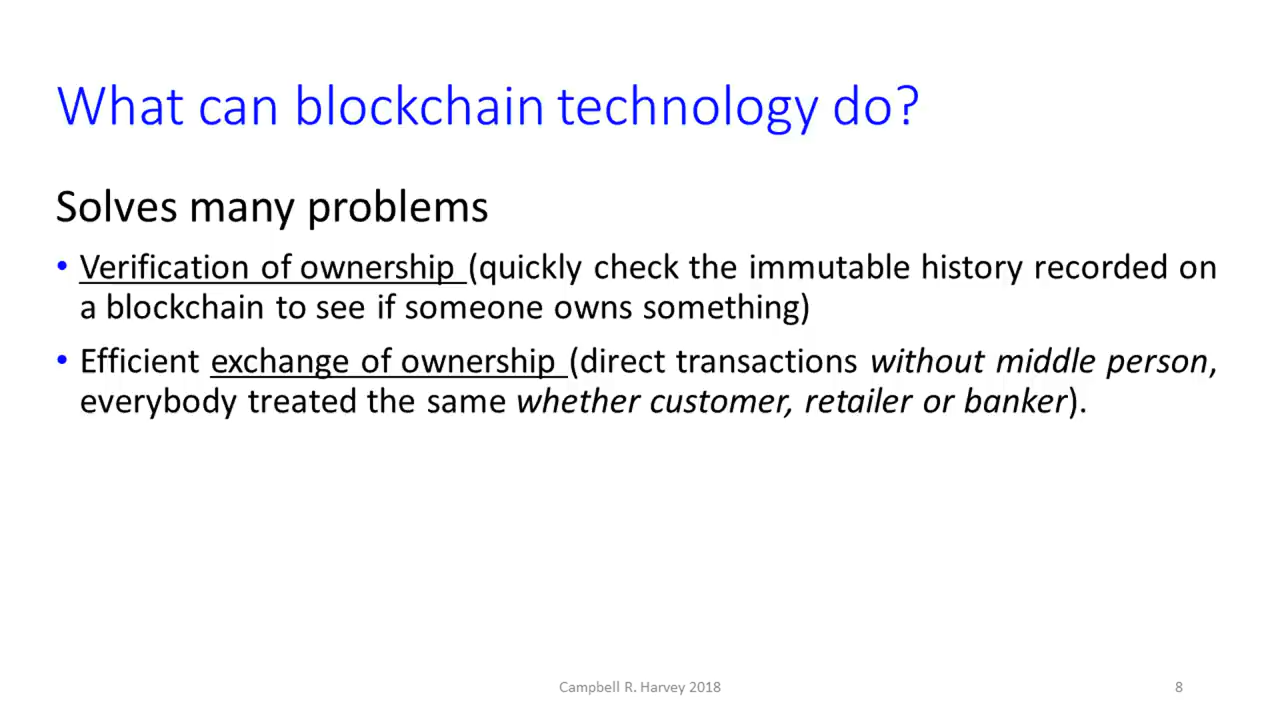 What can blockchain technology do?
Solves many problems
• Verification of ownership (quickly check the immutable history recorded on
a blockchain to see if someone owns something)
• Efficient exchange of ownership (direct transactions without middle person,
everybody treated the same whether customer, retailer or banker).
Campbell R. Harvey 2018
8